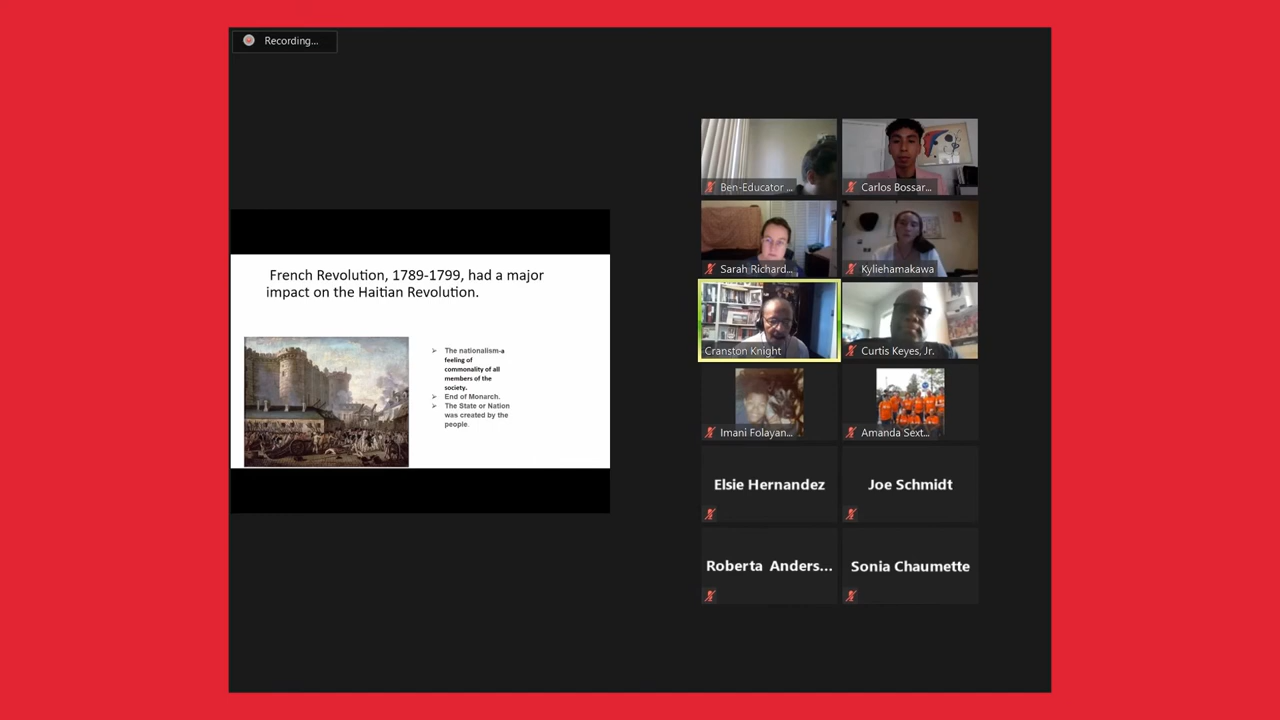 Recording...
French Revolution, 1789-1799, had a major
impact on the Haitian Revolution.
➢ The nationalism-a
feeling of
commonality of all
members of the
society.
➢ End of Monarch.
➢ The State or Nation
was created by the
people.
Ben-Educator ...
Carlos Bossar...
Sarah Richard...
Kyliehamakawa
Cranston Knight
Curtis Keyes, Jr.
Imani Folayan...
Amanda Sext...
Elsie Hernandez
Joe Schmidt
Roberta Anders...
Sonia Chaumette